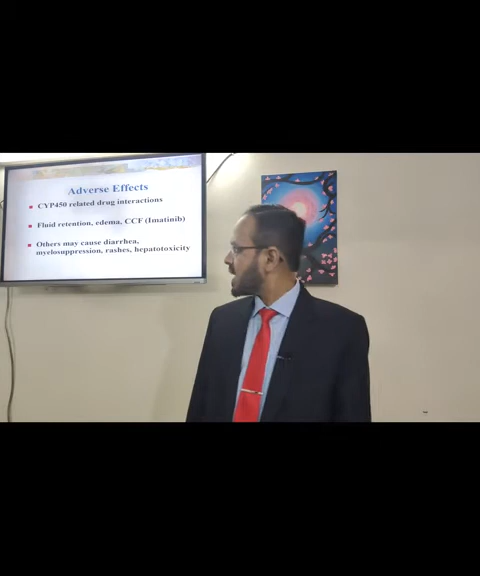 Adverse Effects
CYP450 related drug interactions
Fluid retention, edema, CCF (Imatinib)
Others may cause diarrhea,
myelosuppression, rashes, hepatotoxicity